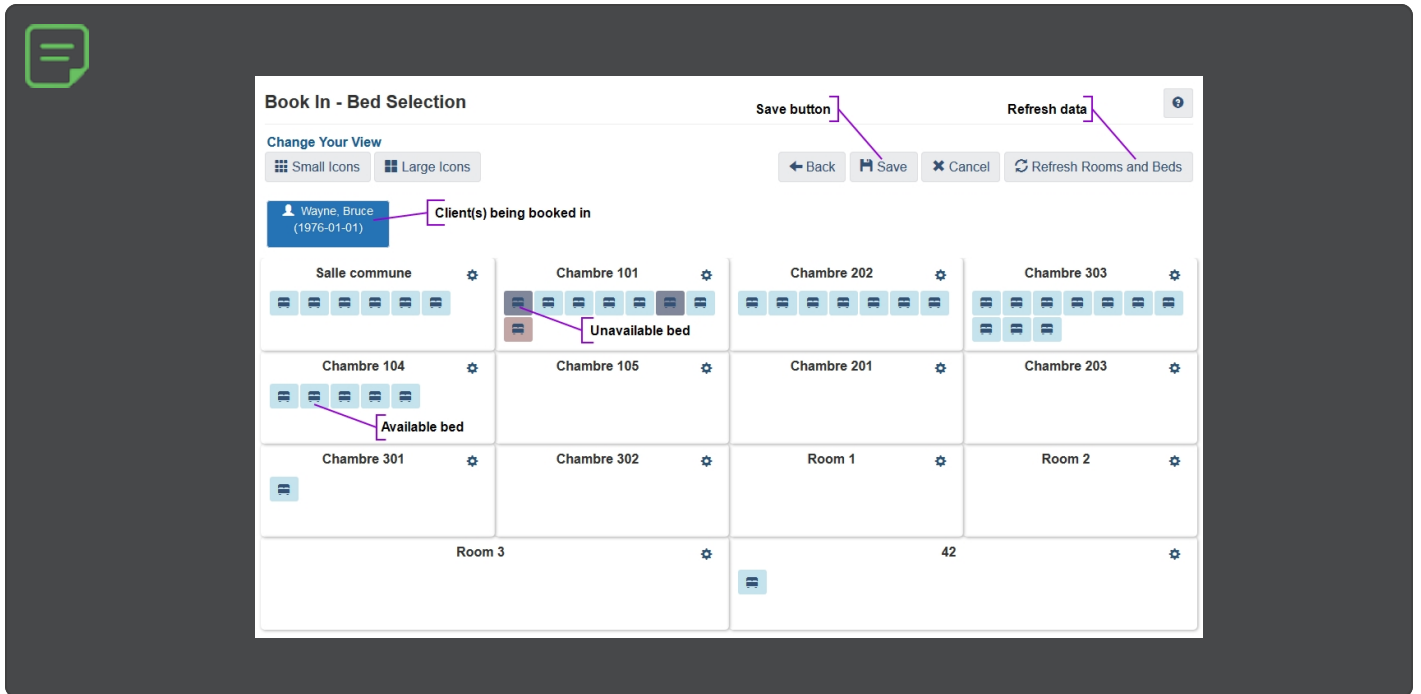 Book In - Bed Selection
Save button
Refresh data
Change Your View
Small Icons Large Icons Back Save Cancel Refresh Rooms and Beds
Wayne, Bruce
(1976-01-01)
Client(s) being booked in
Salle commune Chambre 101 Chambre 202 Chambre 303
Unavailable bed
Chambre 104 Chambre 105 Chambre 201 Chambre 203
Available bed
Chambre 301 Chambre 302 Room 1 Room 2
Room 3 42